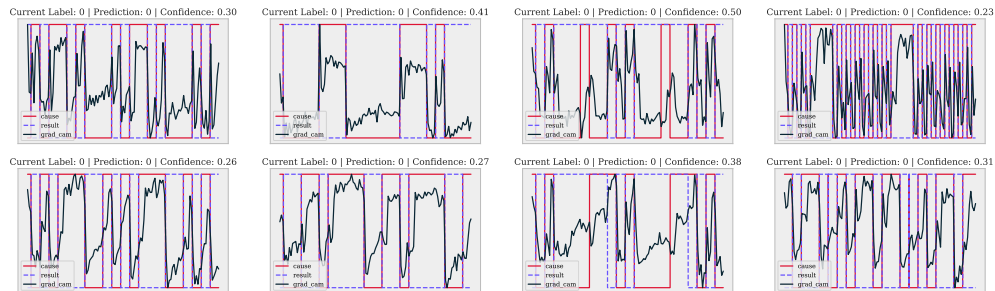 Current Label: 0 | Prediction: 0 | Confidence: 0.30
Current Label: 0 | Prediction: 0 | Confidence: 0.41
Current Label: 0 | Prediction: 0 | Confidence: 0.50
Current Label: 0 | Prediction: 0 | Confidence: 0.23
cause
result
grad_cam
cause
result
grad_cam
cause
result
grad_cam
cause
result
grad_cam
Current Label: 0 | Prediction: 0 | Confidence: 0.26
Current Label: 0 | Prediction: 0 | Confidence: 0.27
Current Label: 0 | Prediction: 0 | Confidence: 0.38
Current Label: 0 | Prediction: 0 | Confidence: 0.31
cause
result
grad_cam
cause
result
grad_cam
cause
result
grad_cam
cause
result
grad_cam